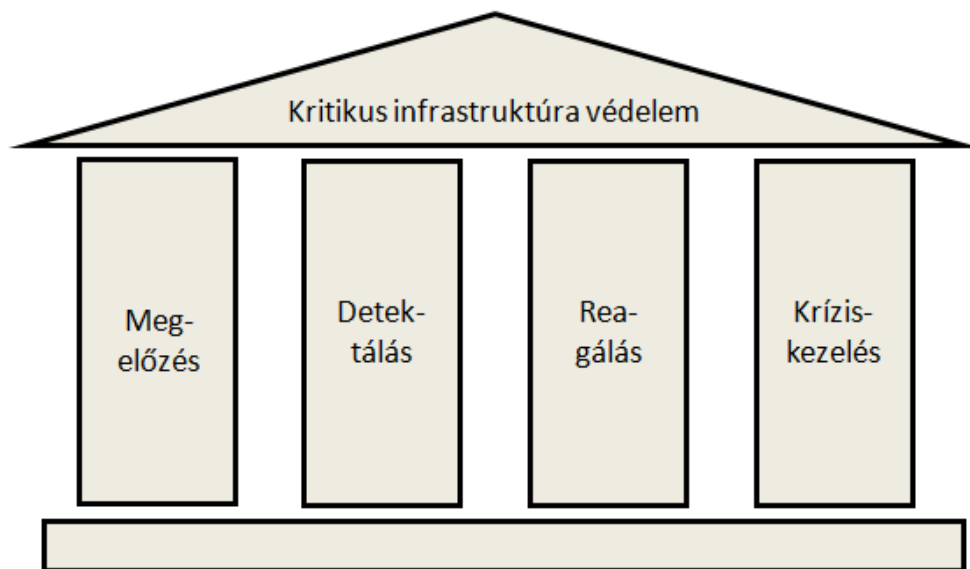 Kritikus infrastruktúra védelem
Meg-
előzés
Detek-
tálás
Rea-
gálás
Krízis-
kezelés